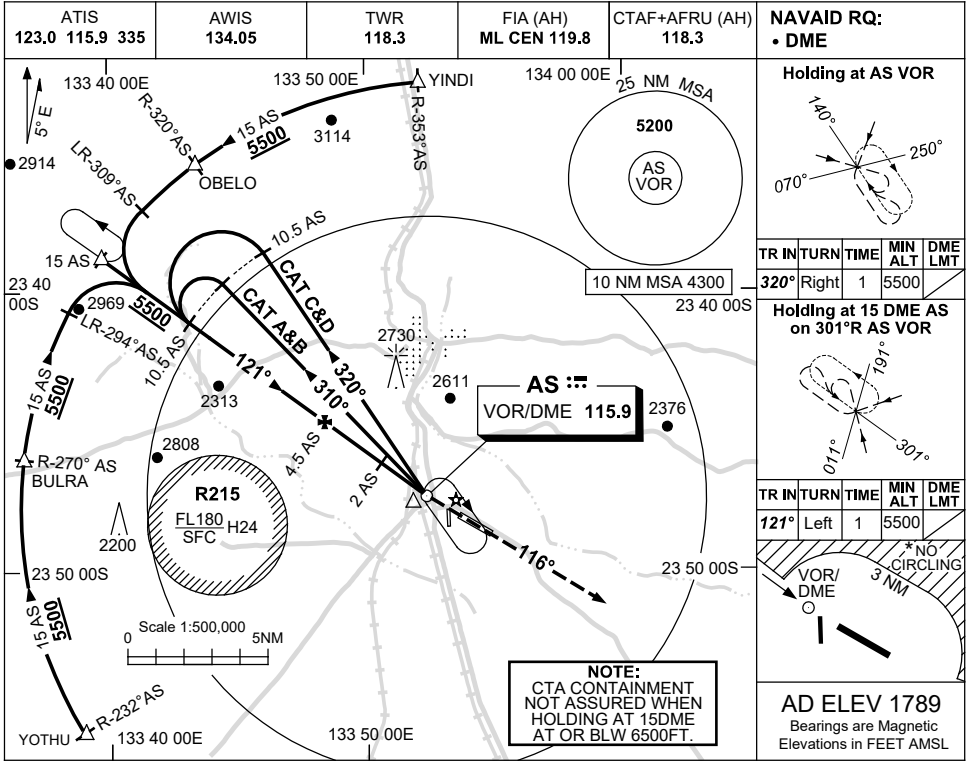 ATIS
123.0 115.9 335
AWIS
134.05
TWR
118.3
FIA (AH)
ML CEN 119.8
CTAF+AFRU (AH)
118.3
NAVAID RQ:
• DME
133 40 00E
133 50 00E
134 00 00E
YINDI
25 NM MSA
5200
AS
VOR
10 NM MSA 4300
5° E
2914
R-320° AS
15 AS
5500
3114
R-353° AS
OBELO
LR-309° AS
15 AS
23 40
00S
2969
5500
LR-294° AS
10.5 AS
10.5 AS
CAT C&D
CAT A&B
121°
310°
320°
2730
23 40 00S
2313
2611
AS
VOR/DME 115.9
2376
15 AS
5500
2808
4.5 AS
2 AS
R-270° AS
BULRA
R215
FL180
SFC
H24
2200
116°
23 50 00S
23 50 00S
15 AS
5500
Scale 1:500,000
0
5NM
R-232° AS
YOTHU
133 40 00E
133 50 00E
NOTE:
CTA CONTAINMENT
NOT ASSURED WHEN
HOLDING AT 15DME
AT OR BLW 6500FT.
Holding at AS VOR
140°
250°
070°
TR IN TURN TIME MIN ALT DME LMT
320° Right 1 5500
Holding at 15 DME AS
on 301°R AS VOR
191°
011°
301°
TR IN TURN TIME MIN ALT DME LMT
121° Left 1 5500
*NO
CIRCLING
3 NM
VOR/
DME
AD ELEV 1789
Bearings are Magnetic
Elevations in FEET AMSL